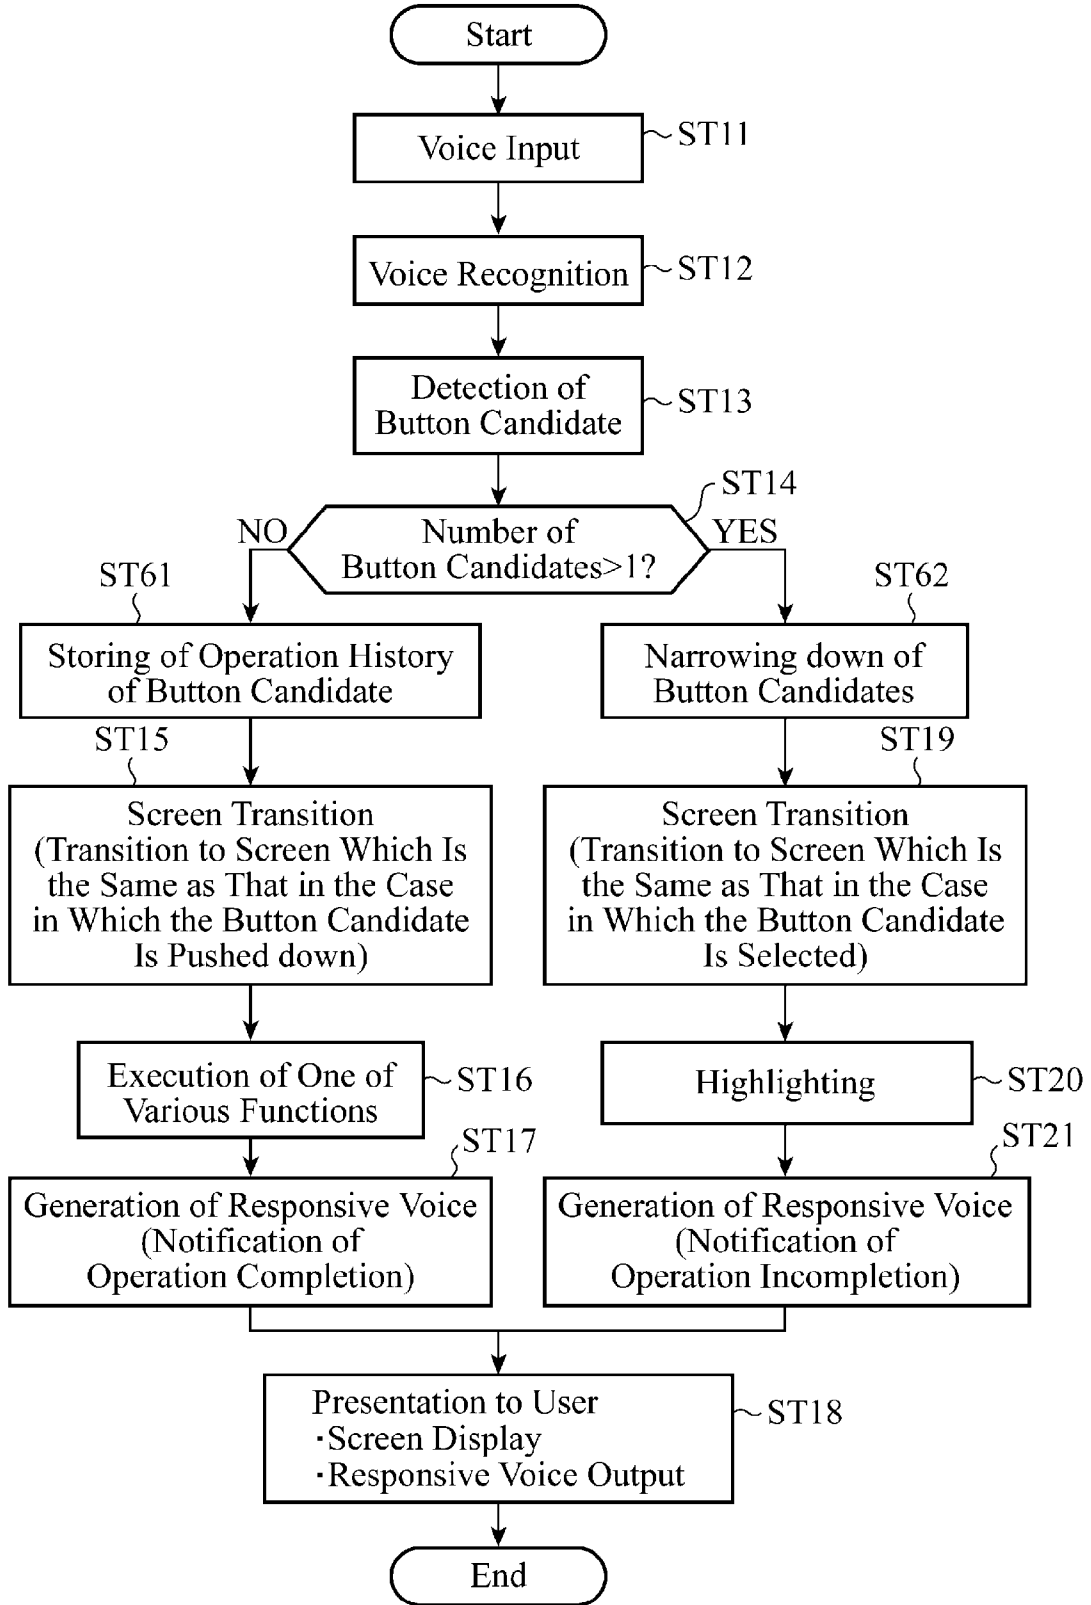 Start
Voice Input
ST11
Voice Recognition
ST12
Detection of
Button Candidate
ST13
ST14
Number of
Button Candidates>1?
NO
YES
ST61
Storing of Operation History
of Button Candidate
ST62
Narrowing down of
Button Candidates
ST15
Screen Transition
(Transition to Screen Which Is
the Same as That in the Case
in Which the Button Candidate
Is Pushed down)
ST19
Screen Transition
(Transition to Screen Which Is
the Same as That in the Case
in Which the Button Candidate
Is Selected)
Execution of One of
Various Functions
ST16
Highlighting
ST20
ST17
Generation of Responsive Voice
(Notification of
Operation Completion)
ST21
Generation of Responsive Voice
(Notification of
Operation Incompletion)
Presentation to User
·Screen Display
·Responsive Voice Output
ST18
End